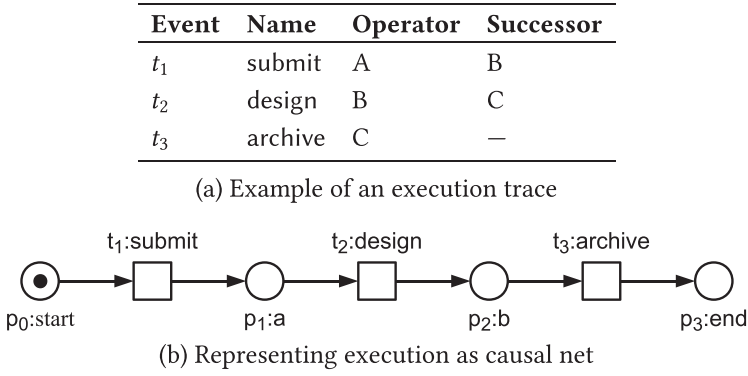 Event Name Operator Successor
t₁ submit A B
t₂ design B C
t₃ archive C —
(a) Example of an execution trace
t₁:submit t₂:design t₃:archive
p₀:start p₁:a p₂:b p₃:end
(b) Representing execution as causal net